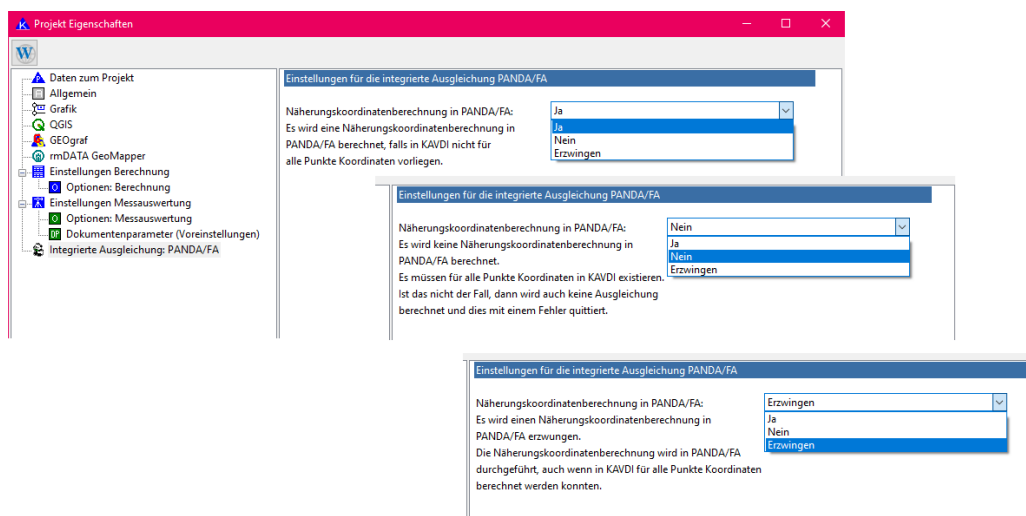 Projekt Eigenschaften
W
Daten zum Projekt
Allgemein
Grafik
QGIS
GEOgraf
rmDATA GeoMapper
Einstellungen Berechnung
Optionen: Berechnung
Einstellungen Messauswertung
Optionen: Messauswertung
Dokumentenparameter (Voreinstellungen)
Integrierte Ausgleichung: PANDA/FA
Einstellungen für die integrierte Ausgleichung PANDA/FA
Näherungskoordinatenberechnung in PANDA/FA: Ja
Es wird eine Näherungskoordinatenberechnung in
PANDA/FA berechnet, falls in KAVDI nicht für
alle Punkte Koordinaten vorliegen.
Ja
Nein
Erzwingen
Einstellungen für die integrierte Ausgleichung PANDA/FA
Näherungskoordinatenberechnung in PANDA/FA: Nein
Es wird keine Näherungskoordinatenberechnung in
PANDA/FA berechnet.
Es müssen für alle Punkte Koordinaten in KAVDI existieren.
Ist das nicht der Fall, dann wird auch keine Ausgleichung
berechnet und dies mit einem Fehler quittiert.
Ja
Nein
Erzwingen
Einstellungen für die integrierte Ausgleichung PANDA/FA
Näherungskoordinatenberechnung in PANDA/FA: Erzwingen
Es wird einen Näherungskoordinatenberechnung in
PANDA/FA erzwungen.
Die Näherungskoordinatenberechnung wird in PANDA/FA
durchgeführt, auch wenn in KAVDI für alle Punkte Koordinaten
berechnet werden konnten.
Ja
Nein
Erzwingen